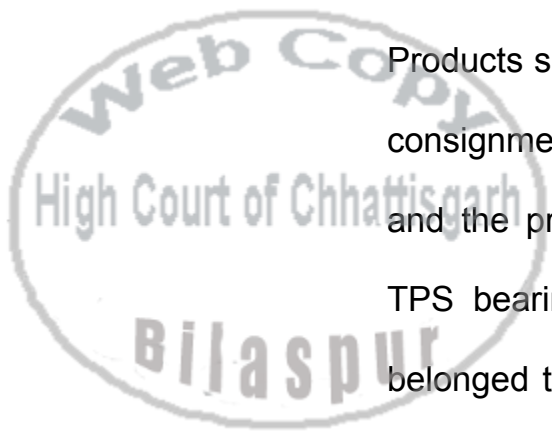 Web Copy
High Court of Chhattisgarh
Bilaspur
Products s
consignme
and the pr
TPS bearin
belonged t